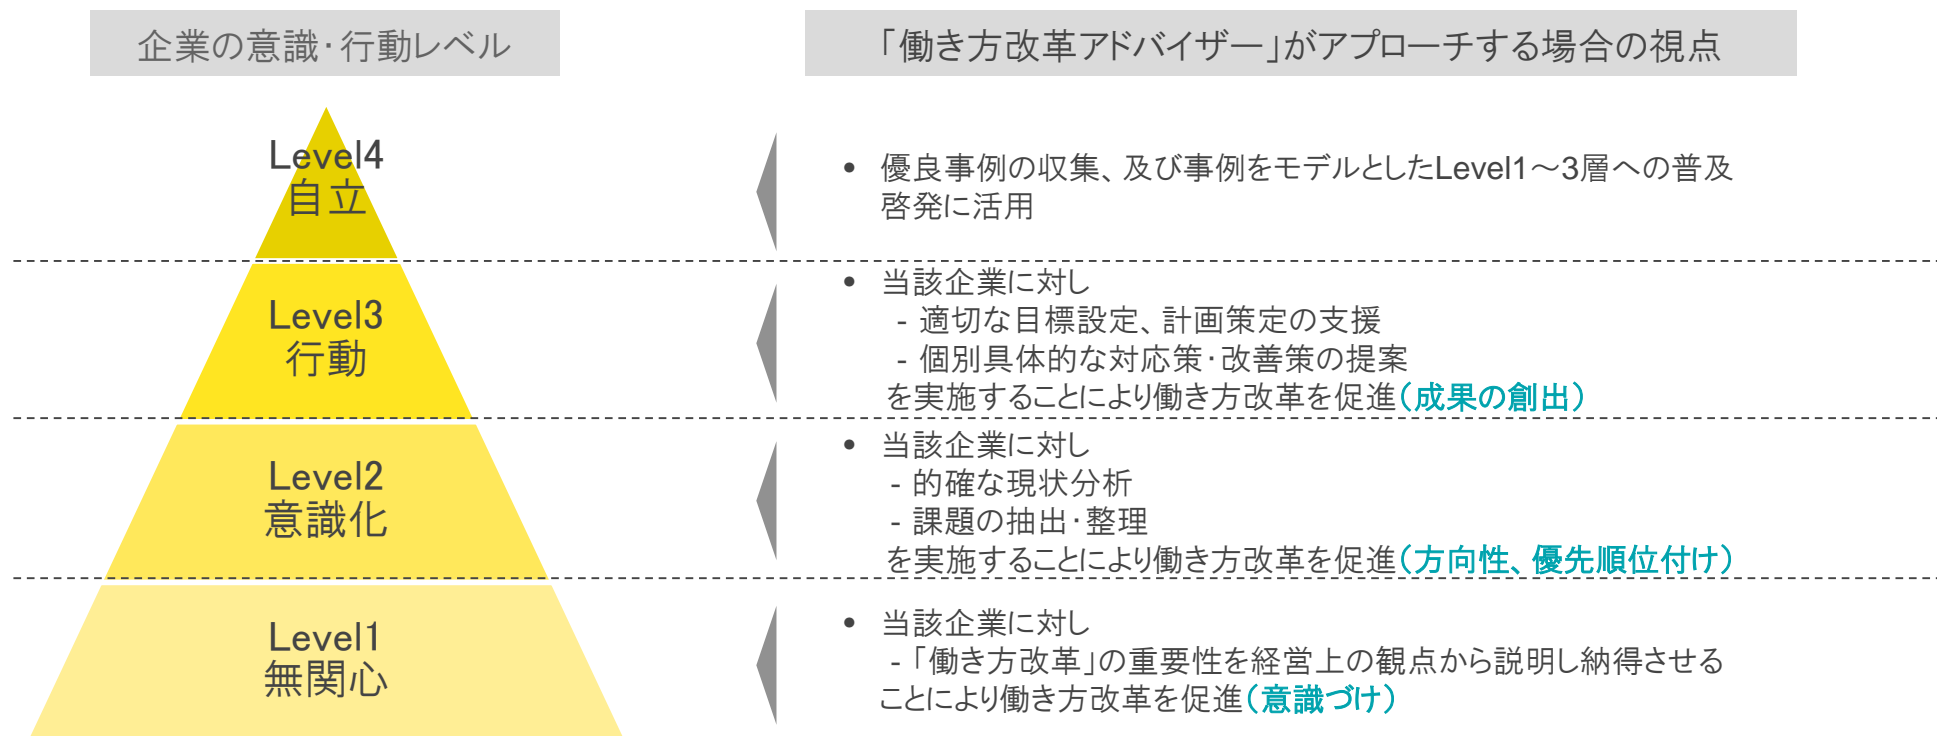 企業の意識・行動レベル
「働き方改革アドバイザー」がアプローチする場合の視点
Level4
自立
• 優良事例の収集、及び事例をモデルとしたLevel1～3層への普及
啓発に活用
Level3
行動
• 当該企業に対し
- 適切な目標設定、計画策定の支援
- 個別具体的な対応策・改善策の提案
を実施することにより働き方改革を促進（成果の創出）
Level2
意識化
• 当該企業に対し
- 的確な現状分析
- 課題の抽出・整理
を実施することにより働き方改革を促進（方向性、優先順位付け）
Level1
無関心
• 当該企業に対し
- 「働き方改革」の重要性を経営上の観点から説明し納得させる
ことにより働き方改革を促進（意識づけ）